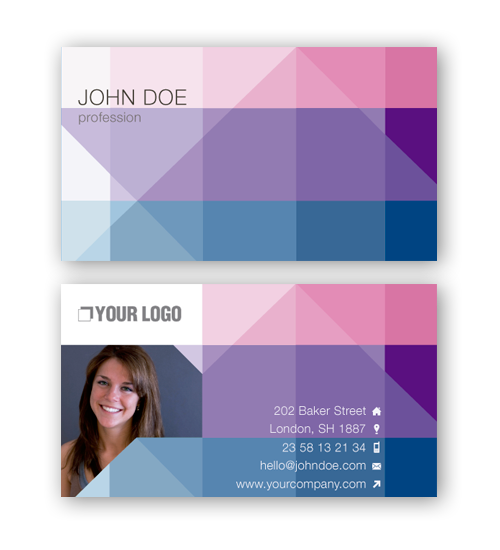 JOHN DOE
profession
YOUR LOGO
202 Baker Street
London, SH 1887
23 58 13 21 34
hello@johndoe.com
www.yourcompany.com